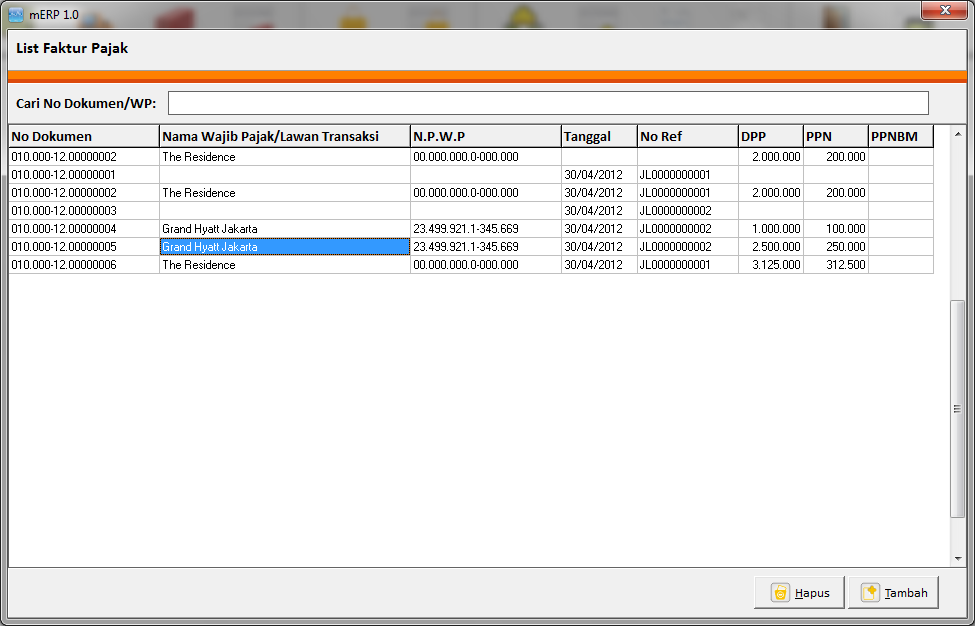 mERP 1.0
List Faktur Pajak
Cari No Dokumen/WP:
No Dokumen Nama Wajib Pajak/Lawan Transaksi N.P.W.P Tanggal No Ref DPP PPN PPNBM
010.000-12.00000002 The Residence 00.000.000.0-000.000 2.000.000 200.000
010.000-12.00000001 30/04/2012 JL0000000001
010.000-12.00000002 The Residence 00.000.000.0-000.000 30/04/2012 JL0000000001 2.000.000 200.000
010.000-12.00000003 30/04/2012 JL0000000002
010.000-12.00000004 Grand Hyatt Jakarta 23.499.921.1-345.669 30/04/2012 JL0000000002 1.000.000 100.000
010.000-12.00000005 Grand Hyatt Jakarta 23.499.921.1-345.669 30/04/2012 JL0000000002 2.500.000 250.000
010.000-12.00000006 The Residence 00.000.000.0-000.000 30/04/2012 JL0000000001 3.125.000 312.500
Hapus Tambah